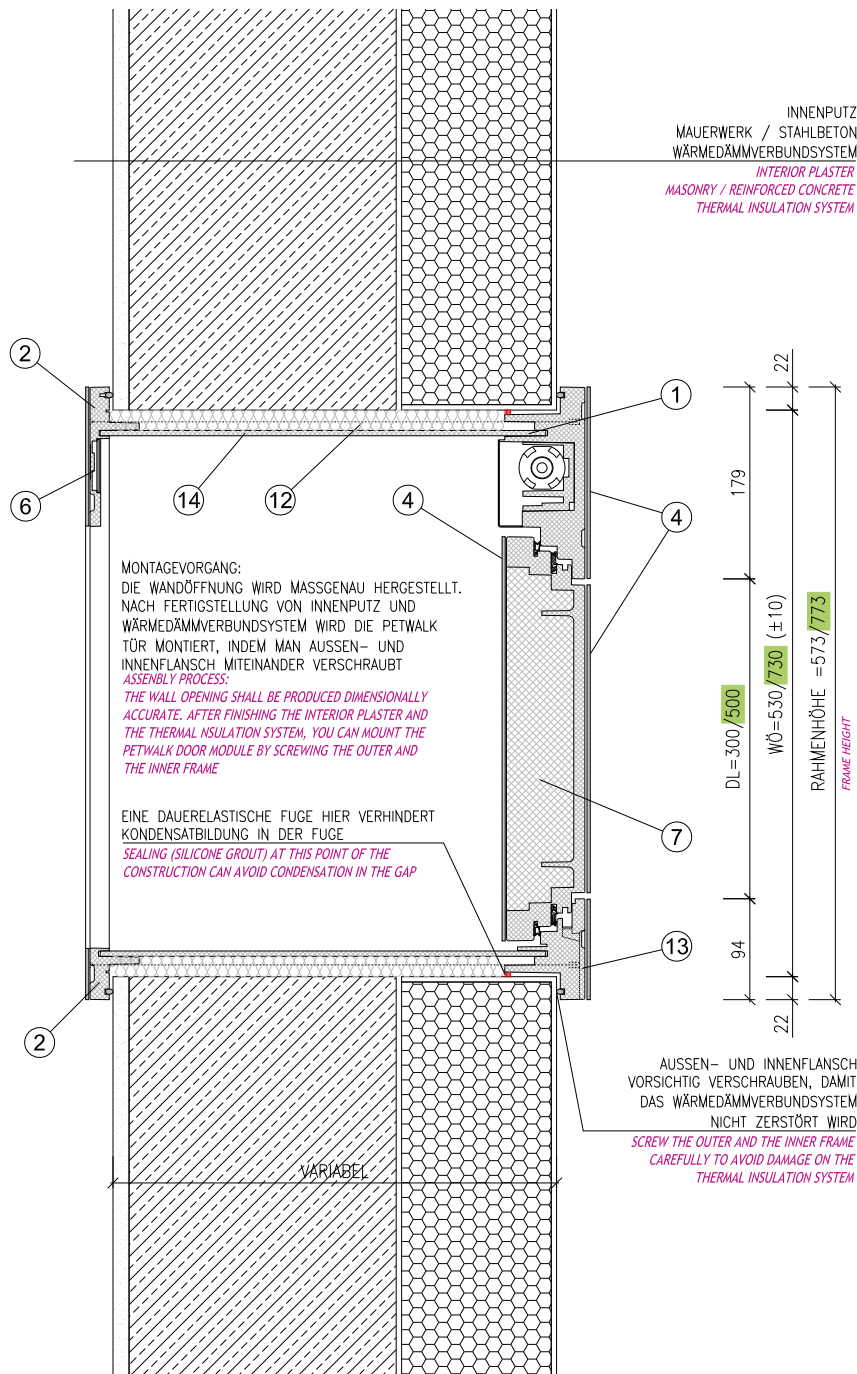 INNENPUTZ
MAUERWERK / STAHLBETON
WÄRMEDÄMMVERBUNDSYSTEM
INTERIOR PLASTER
MASONRY / REINFORCED CONCRETE
THERMAL INSULATION SYSTEM
2
1
6
14
12
4
4
22
179
MONTAGEVORGANG:
DIE WANDÖFFNUNG WIRD MASSGENAU HERGESTELLT.
NACH FERTIGSTELLUNG VON INNENPUTZ UND
WÄRMEDÄMMVERBUNDSYSTEM WIRD DIE PETWALK
TÜR MONTIERT, INDEM MAN AUSSEN- UND
INNENFLANSCH MITEINANDER VERSCHRAUBT
ASSENBLY PROCESS:
THE WALL OPENING SHALL BE PRODUCED DIMENSIONALLY
ACCURATE. AFTER FINISHING THE INTERIOR PLASTER AND
THE THERMAL NSULATION SYSTEM, YOU CAN MOUNT THE
PETWALK DOOR MODULE BY SCREWING THE OUTER AND
THE INNER FRAME
DL=300/500
WÖ=530/730 (±10)
RAHMENHÖHE =573/773
FRAME HEIGHT
EINE DAUERELASTISCHE FUGE HIER VERHINDERT
KONDENSATBILDUNG IN DER FUGE
SEALING (SILICONE GROUT) AT THIS POINT OF THE
CONSTRUCTION CAN AVOID CONDENSATION IN THE GAP
7
13
94
2
22
AUSSEN- UND INNENFLANSCH
VORSICHTIG VERSCHRAUBEN, DAMIT
DAS WÄRMEDÄMMVERBUNDSYSTEM
NICHT ZERSTÖRT WIRD
SCREW THE OUTER AND THE INNER FRAME
CAREFULLY TO AVOID DAMAGE ON THE
THERMAL INSULATION SYSTEM
VARIABEL